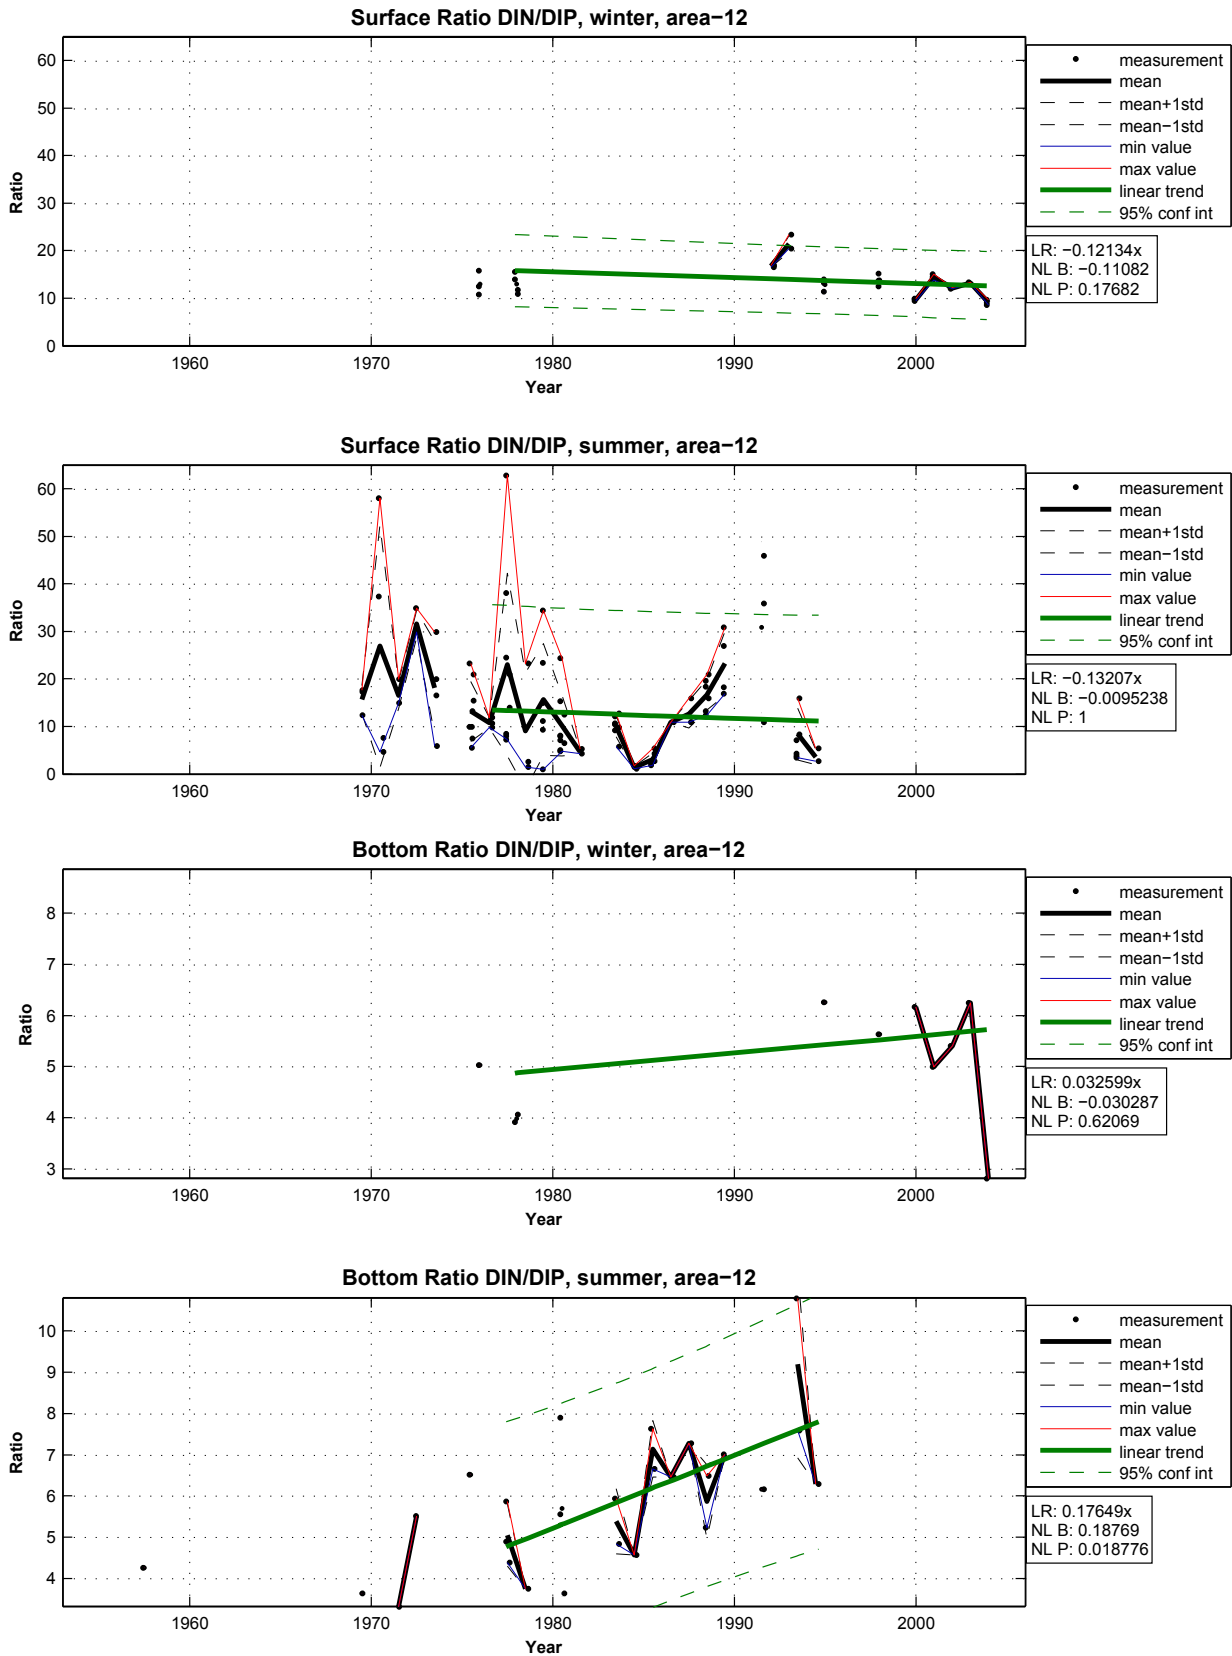 Surface Ratio DIN/DIP, winter, area−12
60
50
40
30
20
10
0
Ratio
1960 1970 1980 1990 2000
Year
measurement
mean
mean+1std
mean−1std
min value
max value
linear trend
95% conf int
LR: −0.12134x
NL B: −0.11082
NL P: 0.17682
Surface Ratio DIN/DIP, summer, area−12
60
50
40
30
20
10
0
Ratio
1960 1970 1980 1990 2000
Year
measurement
mean
mean+1std
mean−1std
min value
max value
linear trend
95% conf int
LR: −0.13207x
NL B: −0.0095238
NL P: 1
Bottom Ratio DIN/DIP, winter, area−12
8
7
6
5
4
3
Ratio
1960 1970 1980 1990 2000
Year
measurement
mean
mean+1std
mean−1std
min value
max value
linear trend
95% conf int
LR: 0.032599x
NL B: −0.030287
NL P: 0.62069
Bottom Ratio DIN/DIP, summer, area−12
10
9
8
7
6
5
4
Ratio
1960 1970 1980 1990 2000
Year
measurement
mean
mean+1std
mean−1std
min value
max value
linear trend
95% conf int
LR: 0.17649x
NL B: 0.18769
NL P: 0.018776